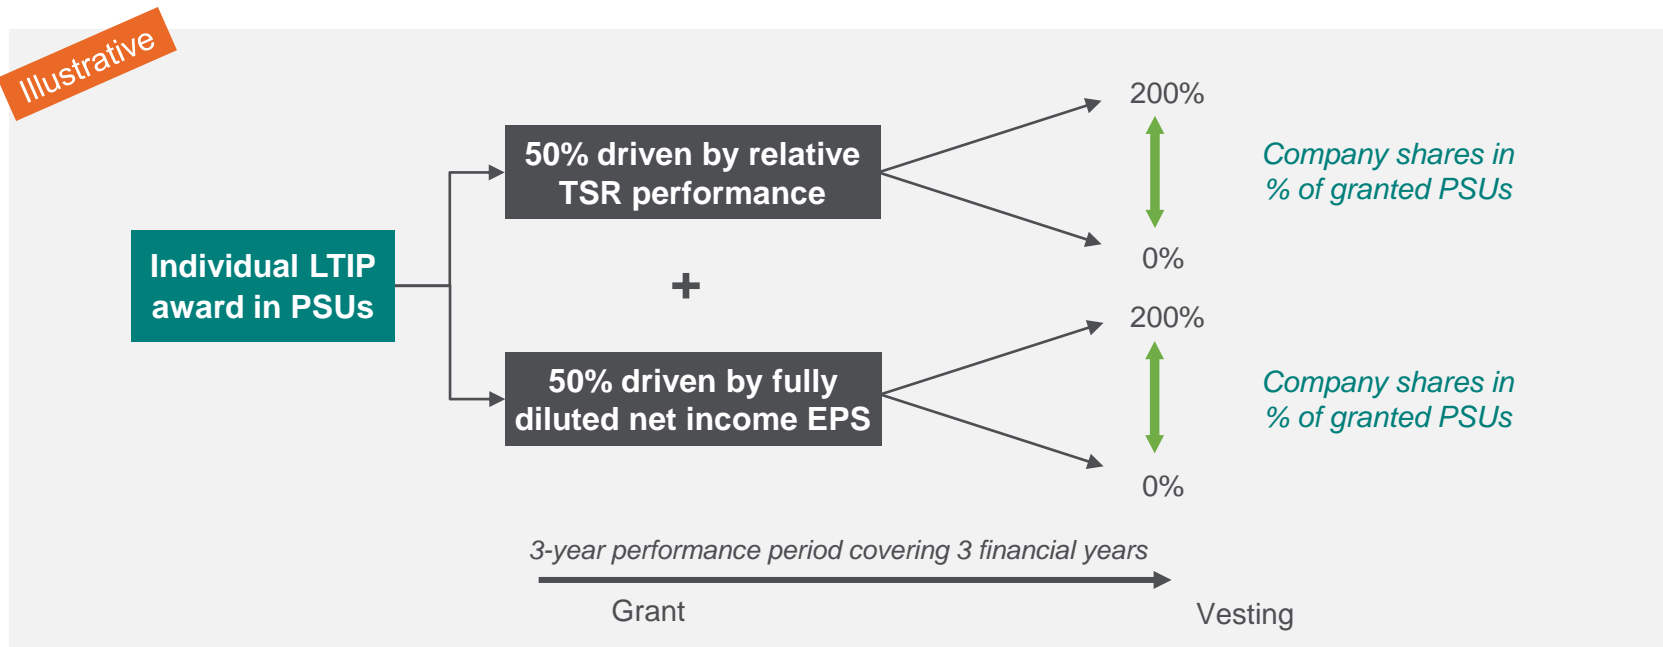 Illustrative
Individual LTIP
award in PSUs
50% driven by relative
TSR performance
+
50% driven by fully
diluted net income EPS
200%
0%
Company shares in
% of granted PSUs
200%
0%
Company shares in
% of granted PSUs
3-year performance period covering 3 financial years
Grant
Vesting